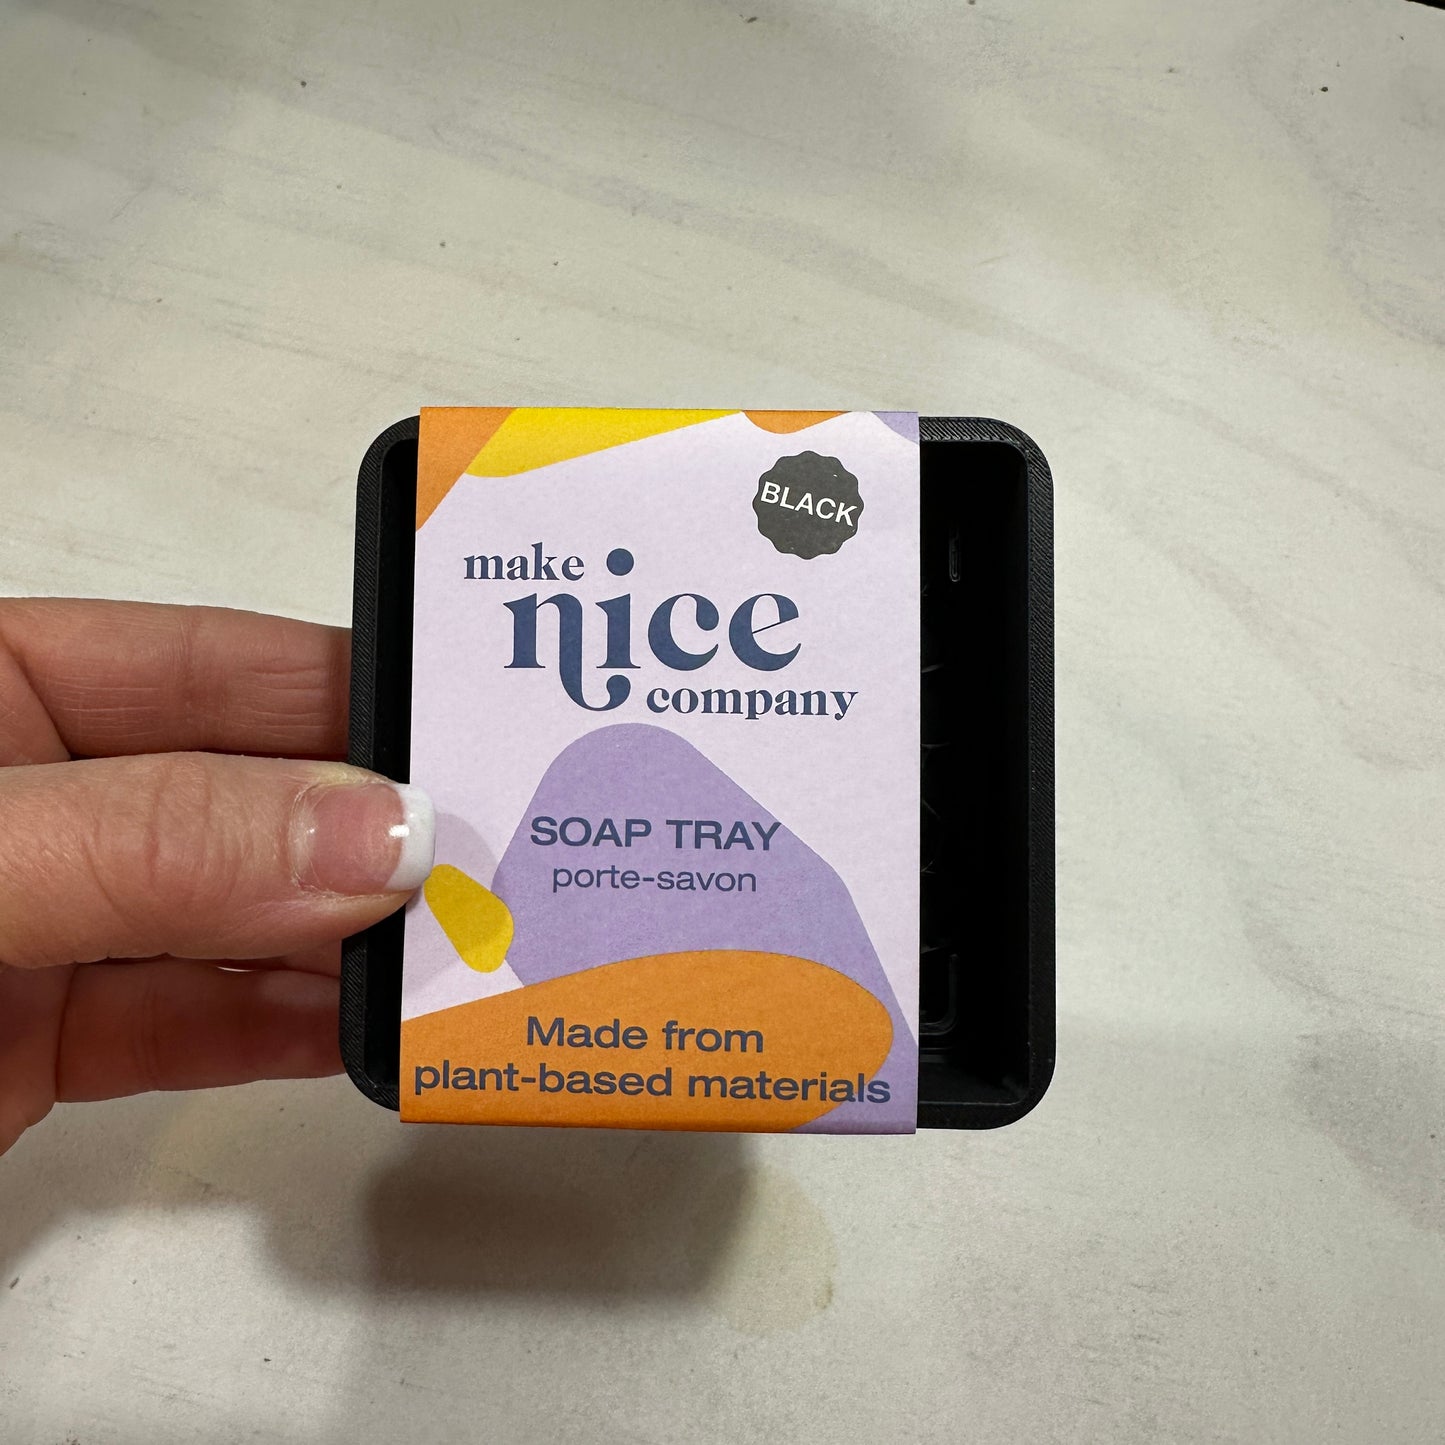 BLACK
make
nice
company
SOAP TRAY
porte-savon
Made from
plant-based materials